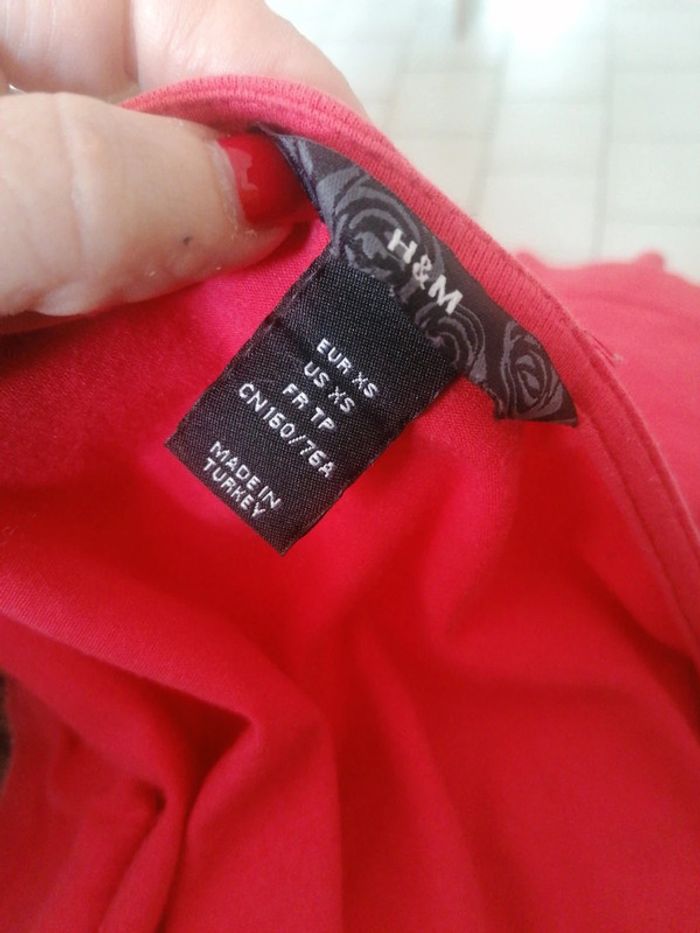 H&M
EUR XS
US XS
FR TP
CN160/76A
MADE IN
TURKEY